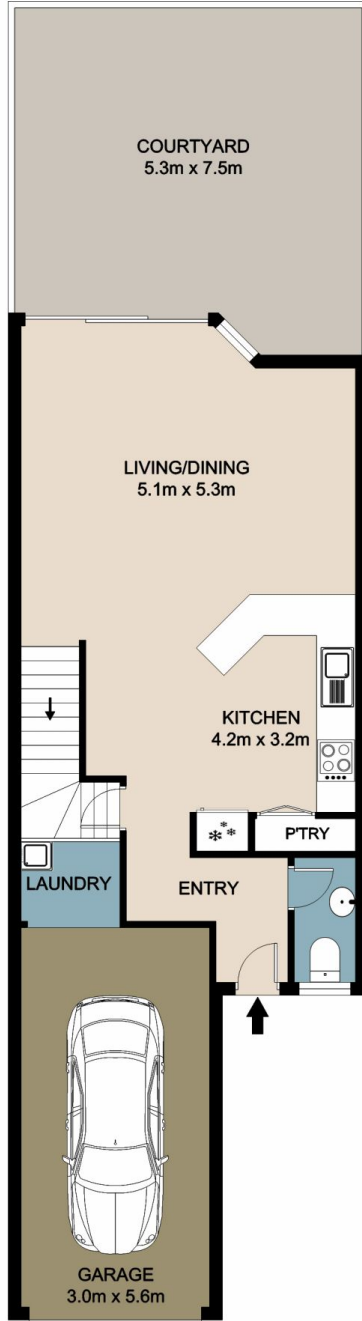 COURTYARD
5.3m x 7.5m
LIVING/DINING
5.1m x 5.3m
KITCHEN
4.2m x 3.2m
P'TRY
LAUNDRY
ENTRY
GARAGE
3.0m x 5.6m